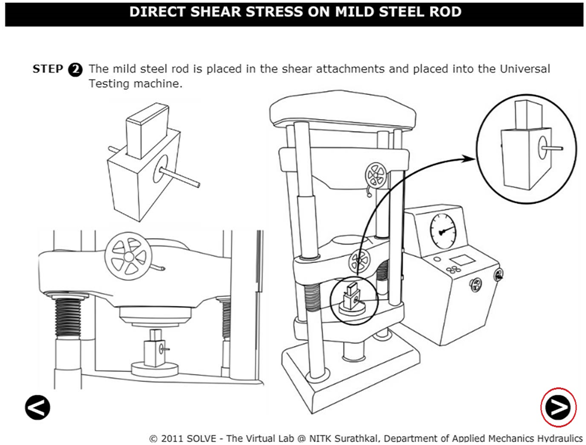 DIRECT SHEAR STRESS ON MILD STEEL ROD
STEP 2 The mild steel rod is placed in the shear attachments and placed into the Universal
Testing machine.
© 2011 SOLVE - The Virtual Lab @ NITK Surathkal, Department of Applied Mechanics Hydraulics